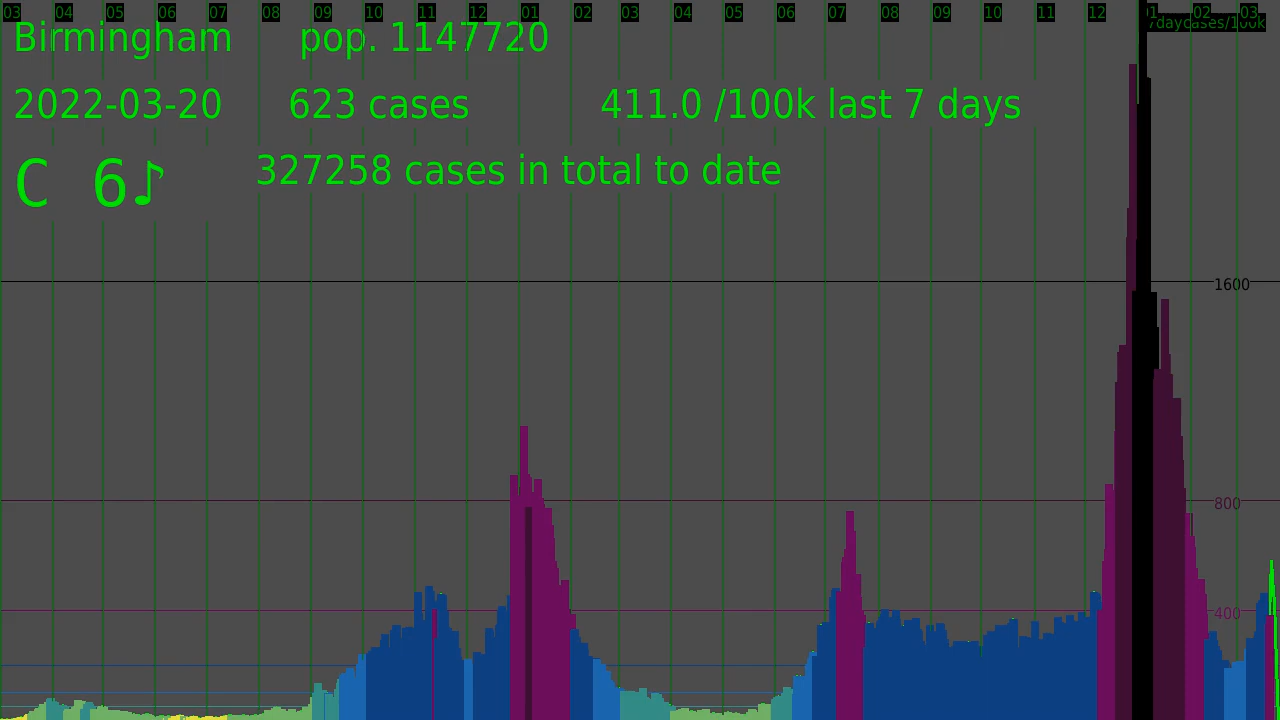 03 04 05 06 07 08 09 10 11 12 01 02 03 04 05 06 07 08 09 10 11 12 1 02 03
7daycases/100k
Birmingham pop. 1147720
2022-03-20 623 cases 411.0 /100k last 7 days
C 6♪ 327258 cases in total to date
1600
800
400